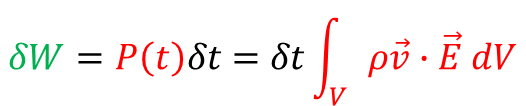 δW = P(t)δt = δt ∫_V ρv⃗ · E⃗ dV